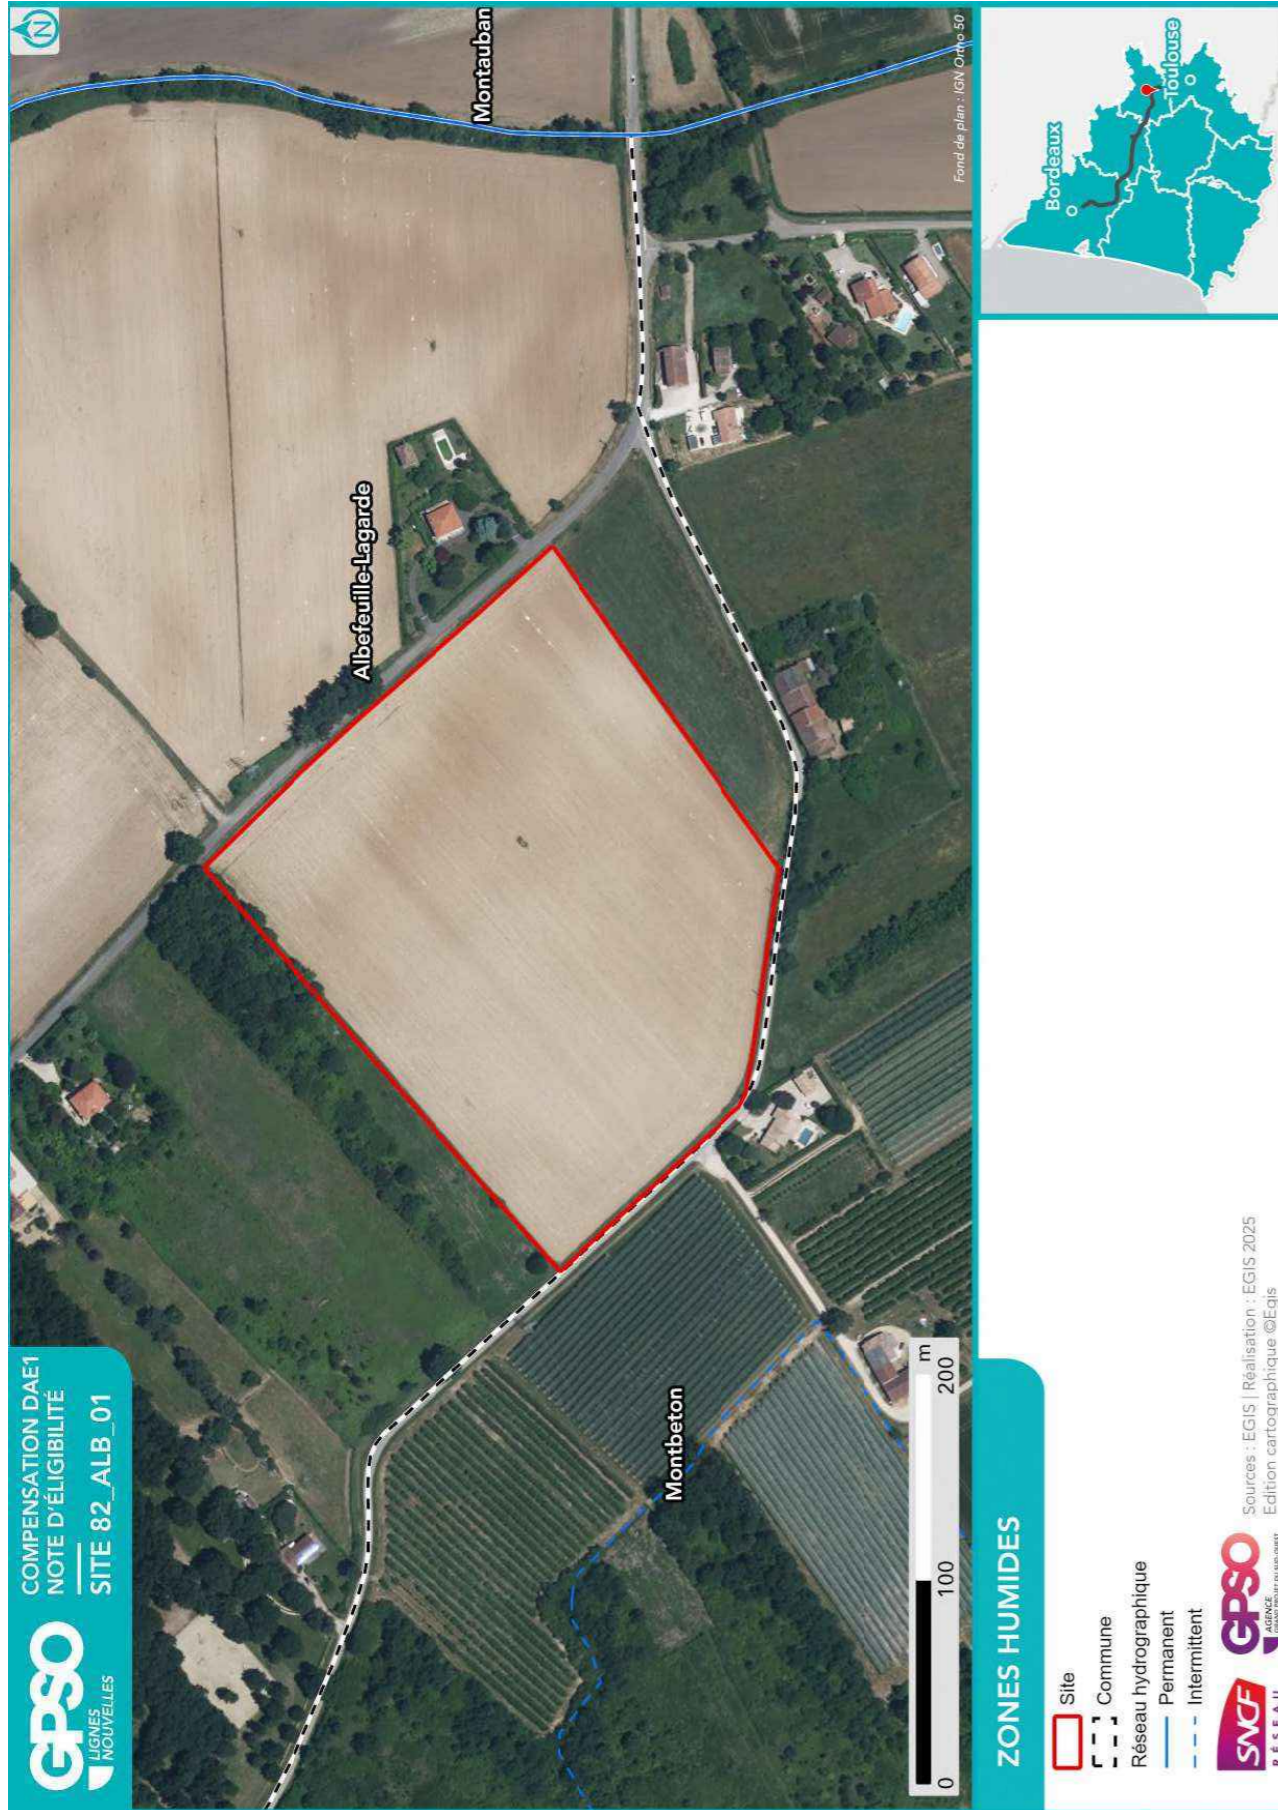 GPSO
LIGNES
NOUVELLES
COMPENSATION DAE1
NOTE D'ÉLIGIBILITÉ
SITE 82_ALB_01
N
Albefeuille-Lagarde
Montauban
Montbeton
0
100
200
m
Fond de plan : IGN Ortho 50
ZONES HUMIDES
Site
Commune
Réseau hydrographique
Permanent
Intermittent
SNCF
RÉSEAU
GPSO
AGENCE
Sources : EGIS | Réalisation : EGIS 2025
Edition cartographique ©Egis
Bordeaux
Toulouse